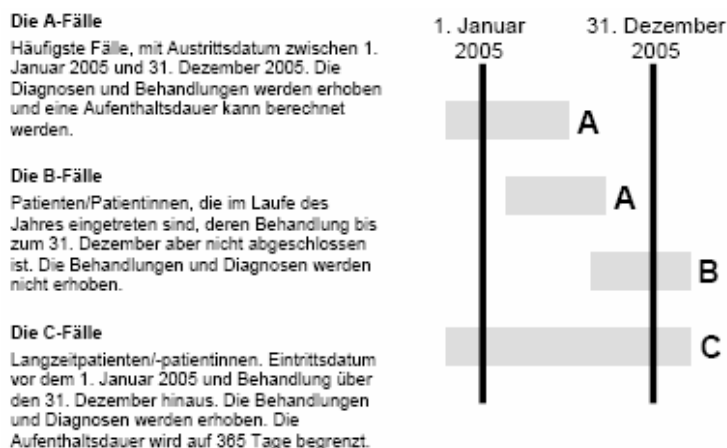 Die A-Fälle
Häufigste Fälle, mit Austrittsdatum zwischen 1.
Januar 2005 und 31. Dezember 2005. Die
Diagnosen und Behandlungen werden erhoben
und eine Aufenthaltsdauer kann berechnet
werden.
Die B-Fälle
Patienten/Patientinnen, die im Laufe des
Jahres eingetreten sind, deren Behandlung bis
zum 31. Dezember aber nicht abgeschlossen
ist. Die Behandlungen und Diagnosen werden
nicht erhoben.
Die C-Fälle
Langzeitpatienten/-patientinnen. Eintrittsdatum
vor dem 1. Januar 2005 und Behandlung über
den 31. Dezember hinaus. Die Behandlungen
und Diagnosen werden erhoben. Die
Aufenthaltsdauer wird auf 365 Tage begrenzt.
1. Januar
2005
31. Dezember
2005
A
A
B
C